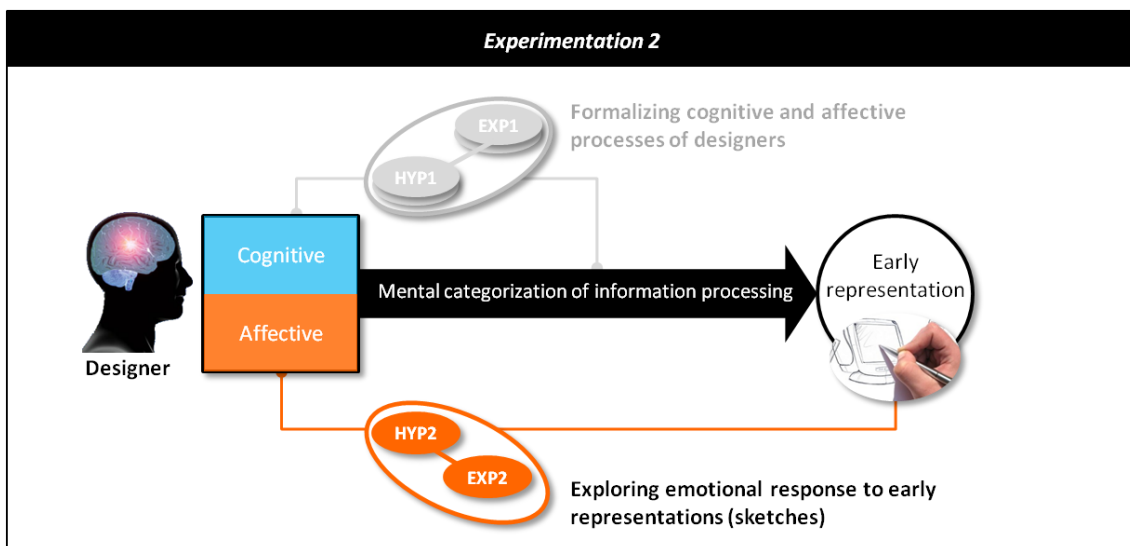 Experimentation 2
Formalizing cognitive and affective
processes of designers
EXP1
HYP1
Cognitive
Affective
Designer
Mental categorization of information processing
Early
representation
HYP2
EXP2
Exploring emotional response to early
representations (sketches)